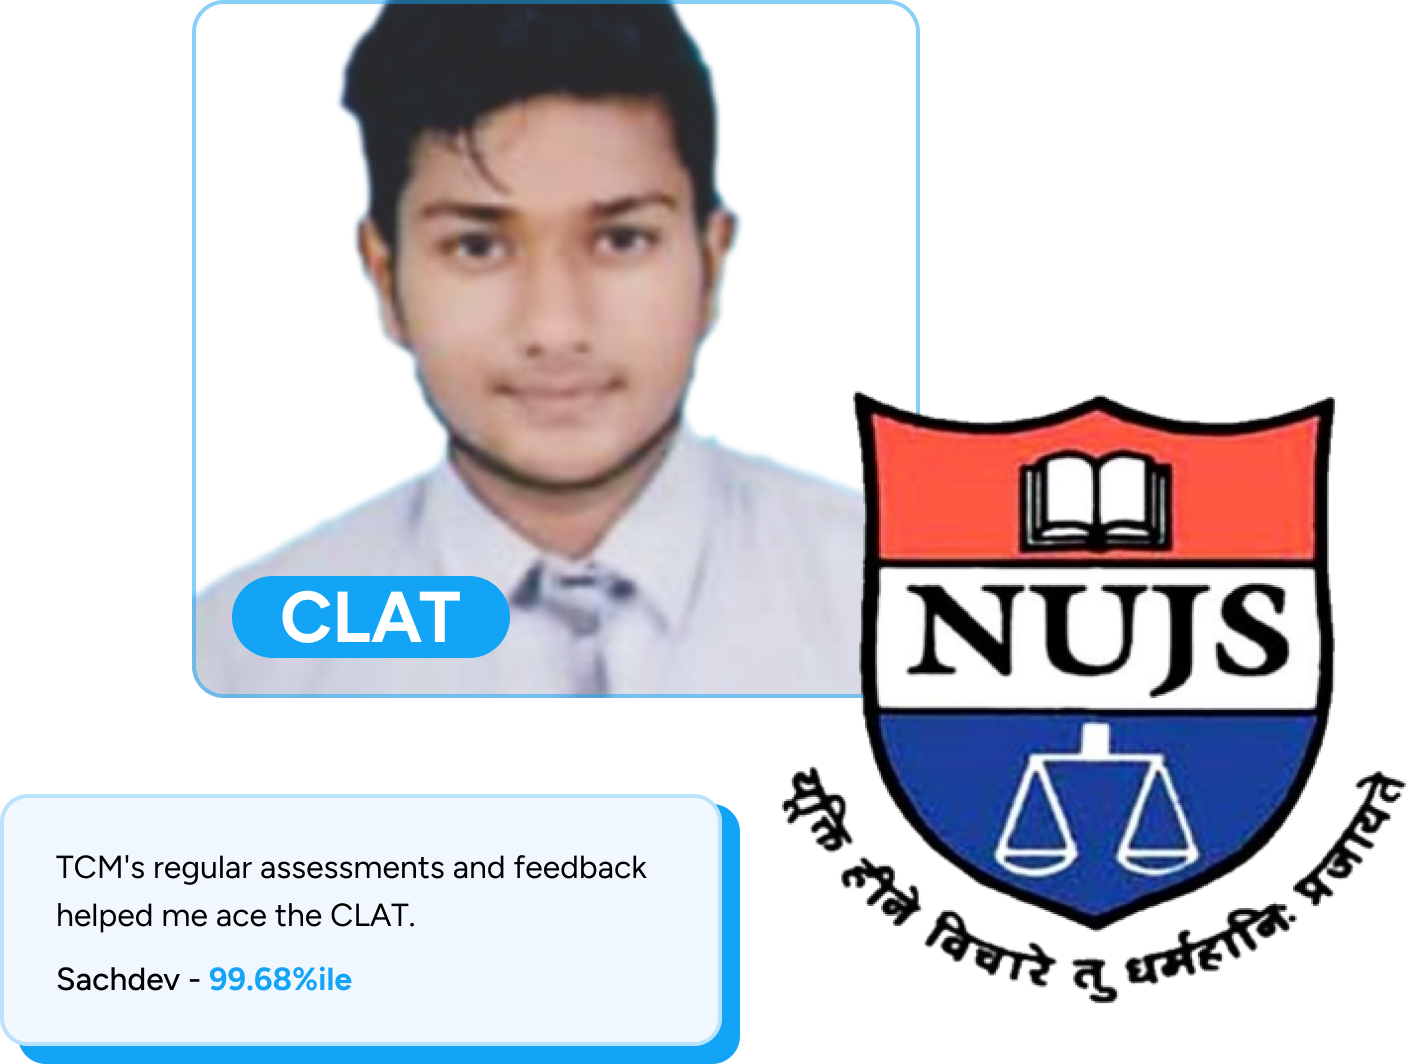 CLAT
NUJS
युक्ति हीने विचारे तु धर्महानिः प्रजायते
TCM's regular assessments and feedback
helped me ace the CLAT.
Sachdev - 99.68%ile